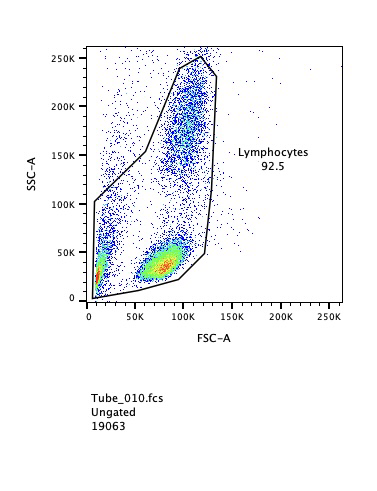 250K
200K
150K
100K
50K
0
SSC-A
Lymphocytes
92.5
0 50K 100K 150K 200K 250K
FSC-A
Tube_010.fcs
Ungated
19063